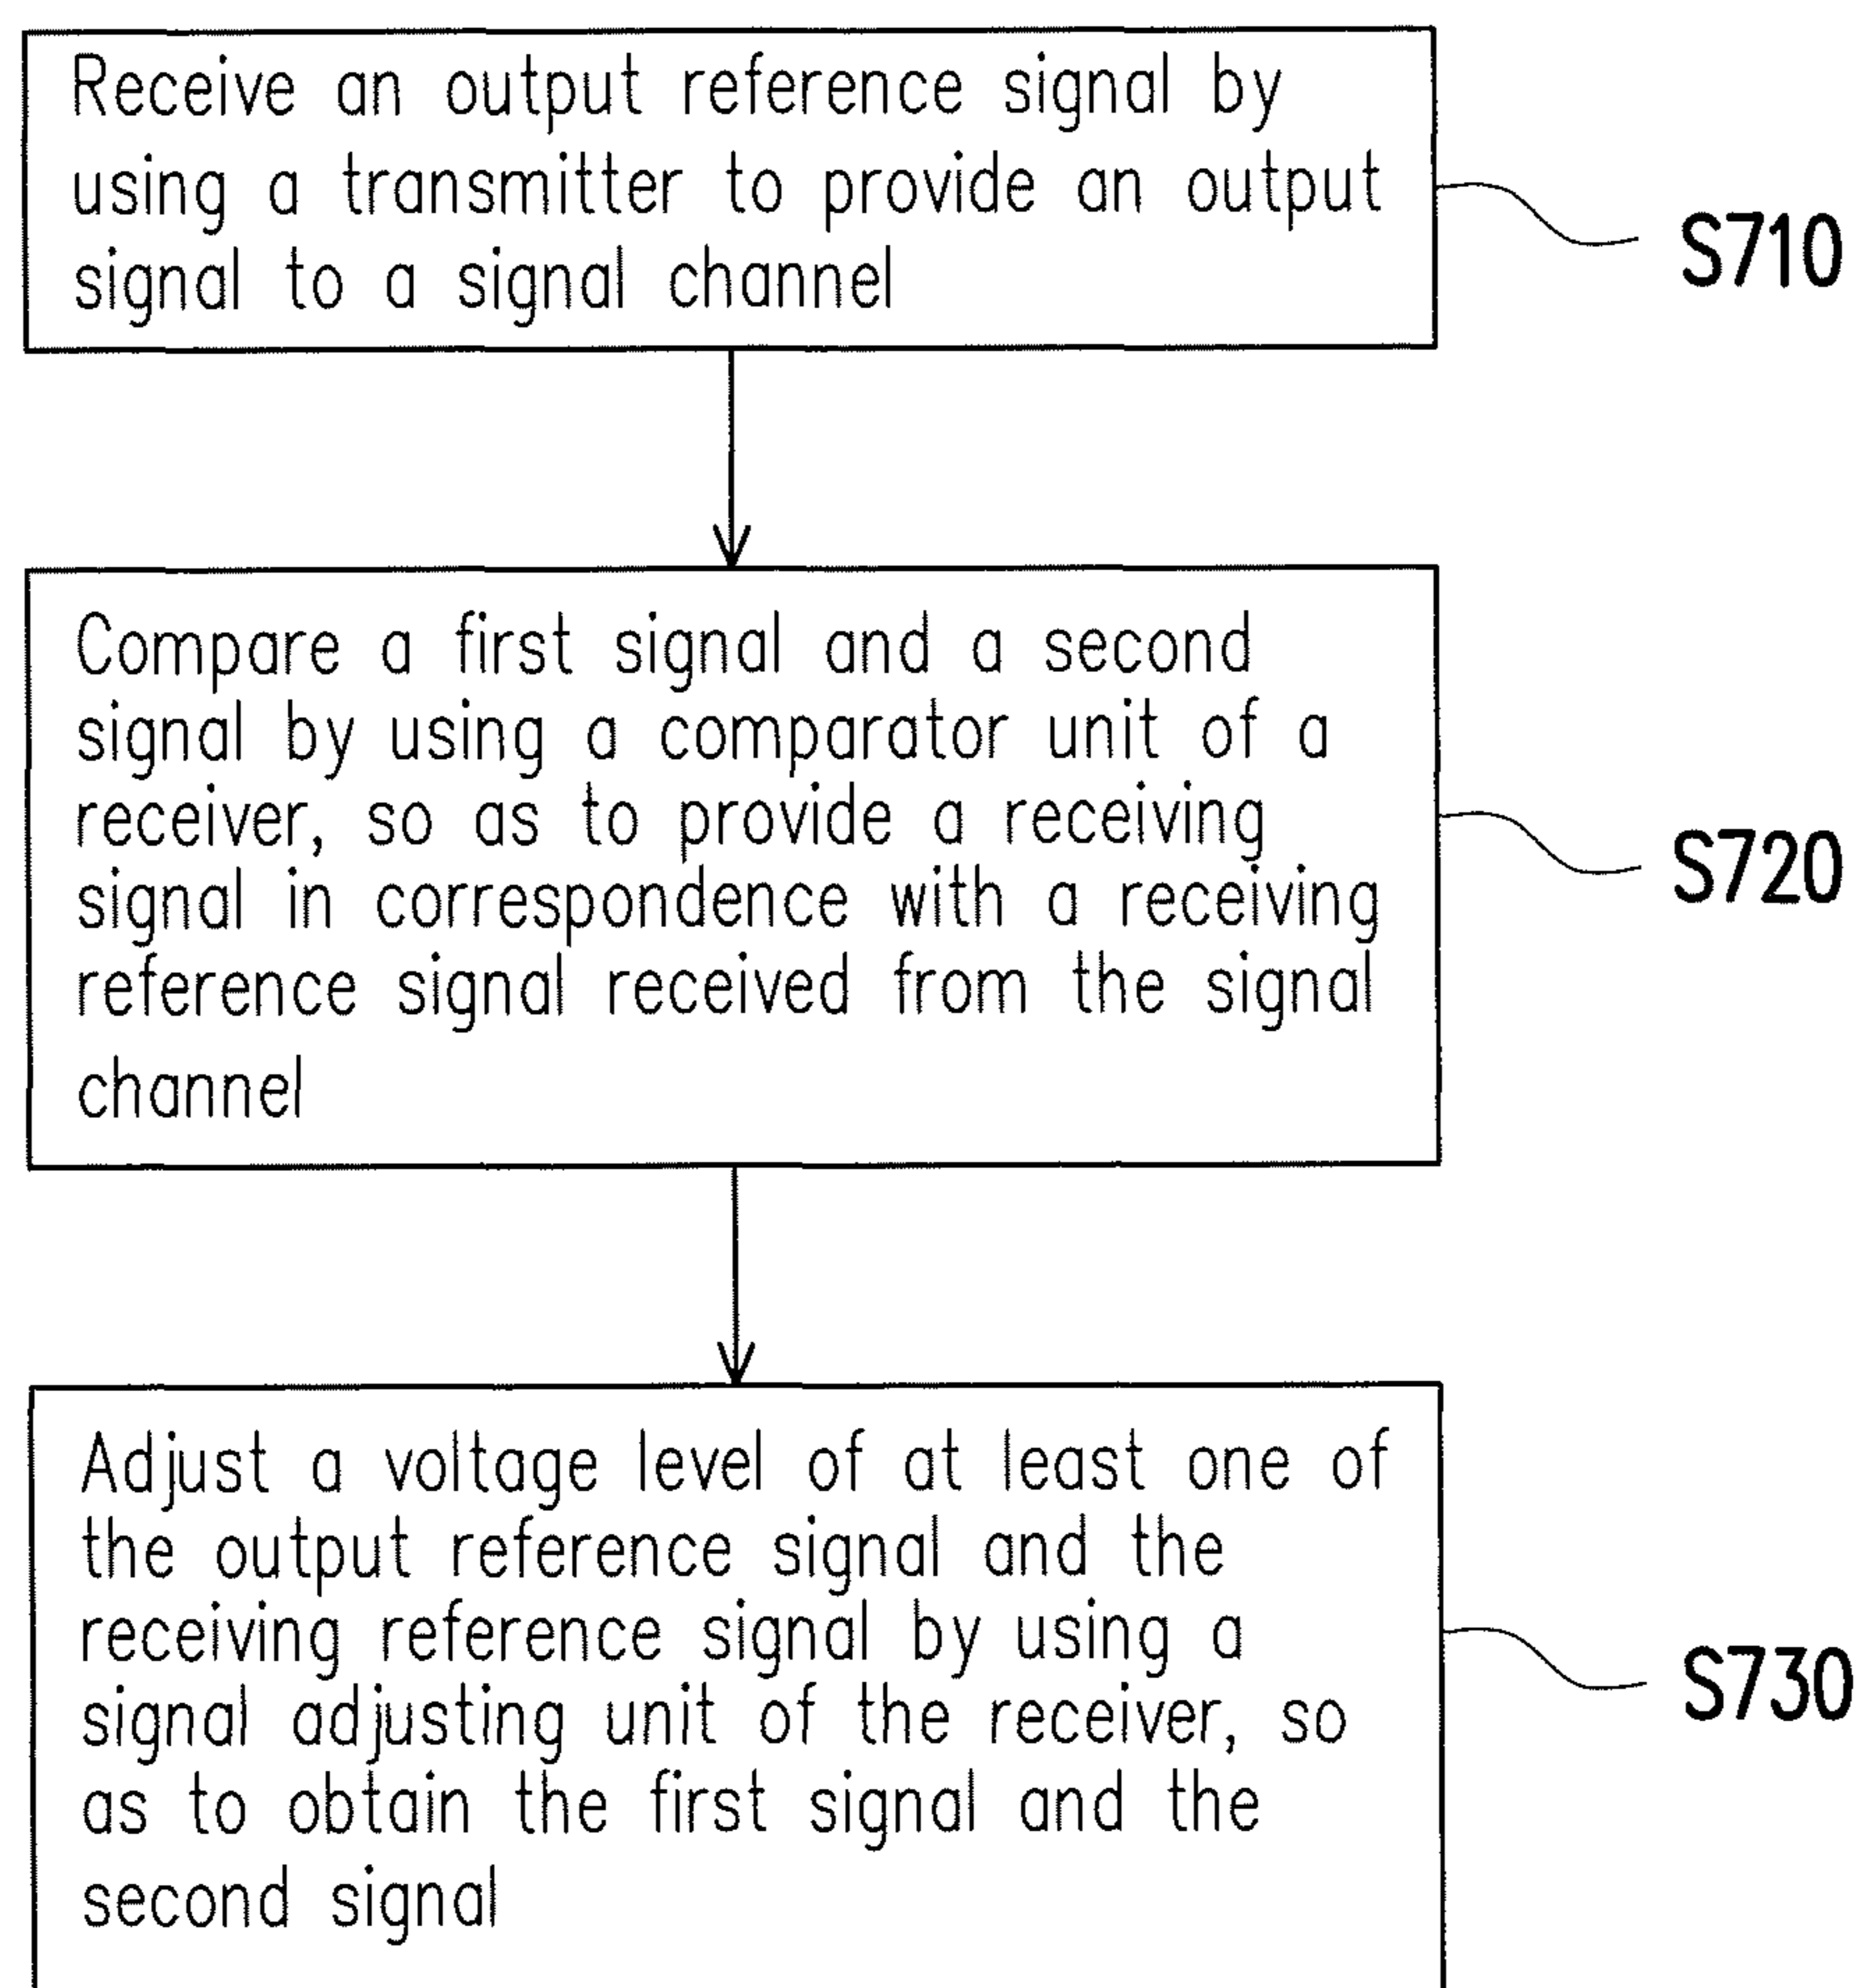 Receive an output reference signal by
using a transmitter to provide an output
signal to a signal channel
S710
Compare a first signal and a second
signal by using a comparator unit of a
receiver, so as to provide a receiving
signal in correspondence with a receiving
reference signal received from the signal
channel
S720
Adjust a voltage level of at least one of
the output reference signal and the
receiving reference signal by using a
signal adjusting unit of the receiver, so
as to obtain the first signal and the
second signal
S730